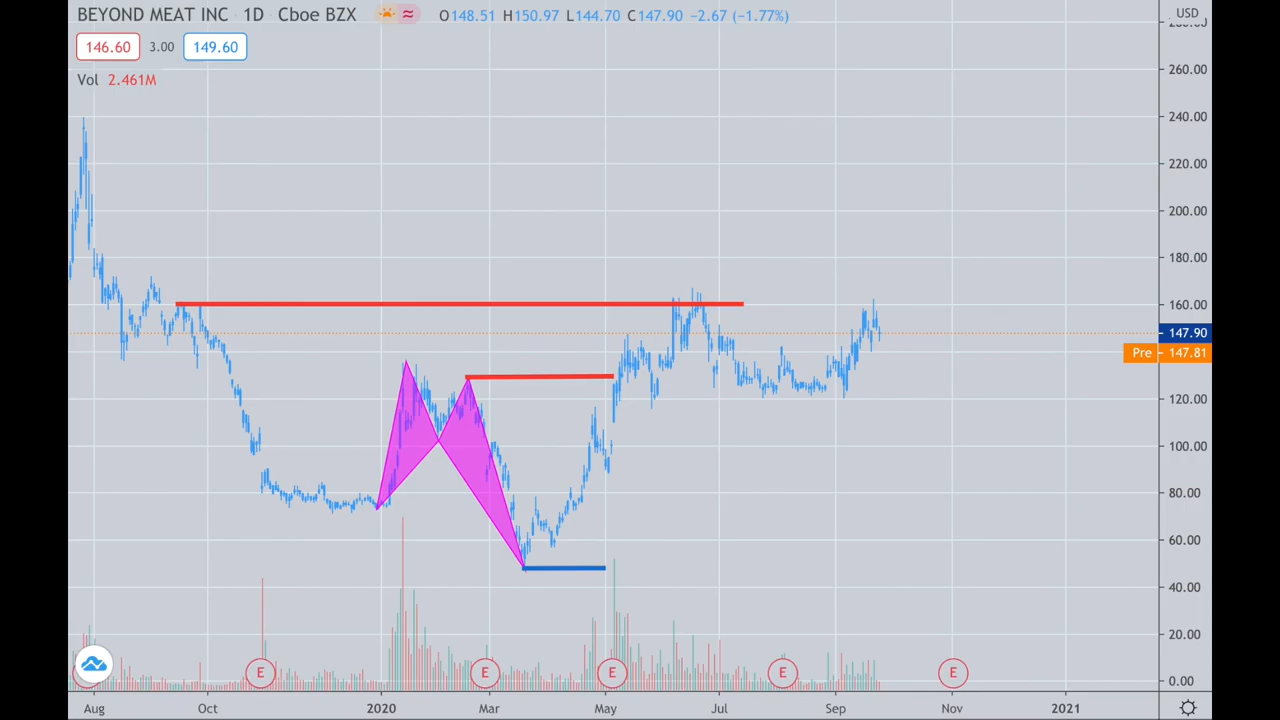 BEYOND MEAT INC · 1D · Cboe BZX O148.51 H150.97 L144.70 C147.90 −2.67 (−1.77%)
USD
146.60 3.00 149.60
Vol 2.461M
260.00
240.00
220.00
200.00
180.00
160.00
147.90
Pre 147.81
120.00
100.00
80.00
60.00
40.00
20.00
0.00
E E E E E
Aug Oct 2020 Mar May Jul Sep Nov 2021